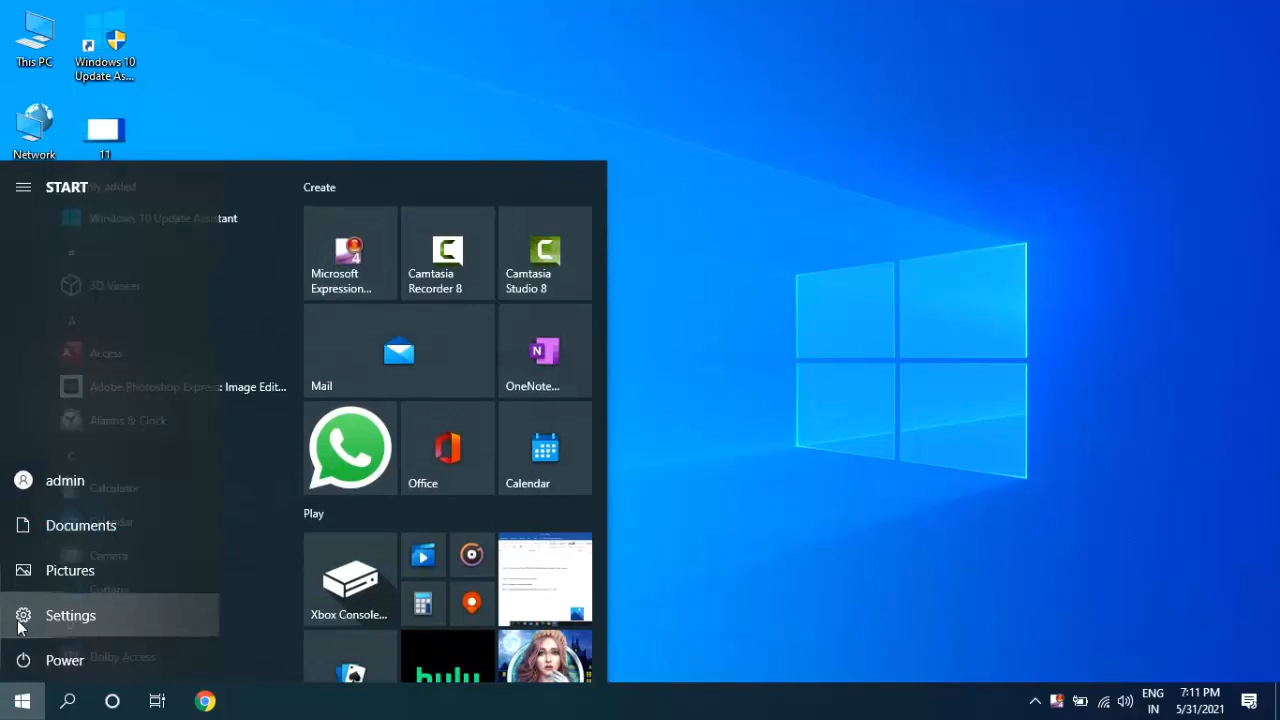 This PC
Windows 10
Update As...
Network
11
START
Create
Windows 10 Update Assistant
#
3D Viewer
A
Access
Adobe Photoshop Express: Image Edit...
Alarms & Clock
C
Calculator
Calendar
Camera
Dolby Access
admin
Documents
Pictures
Settings
Power
Microsoft
Expression...
Camtasia
Recorder 8
Camtasia
Studio 8
Mail
OneNote...
Office
Calendar
Play
Xbox Console...
hulu
ENG
IN
7:11 PM
5/31/2021